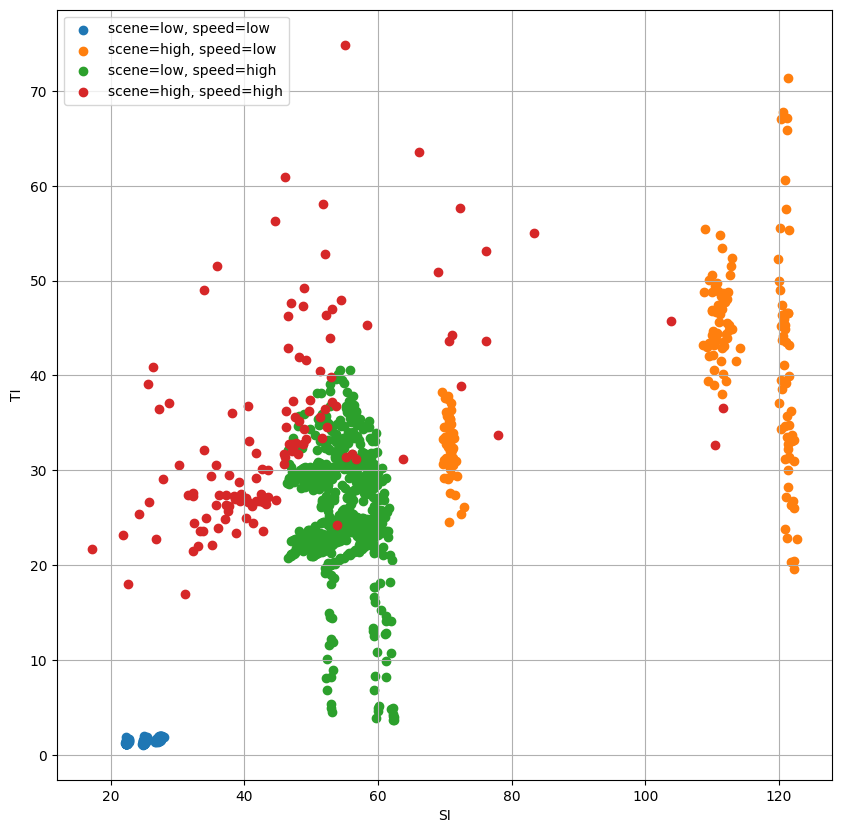 scene=low, speed=low
scene=high, speed=low
scene=low, speed=high
scene=high, speed=high
70
60
50
40
30
20
10
0
TI
20 40 60 80 100 120
SI